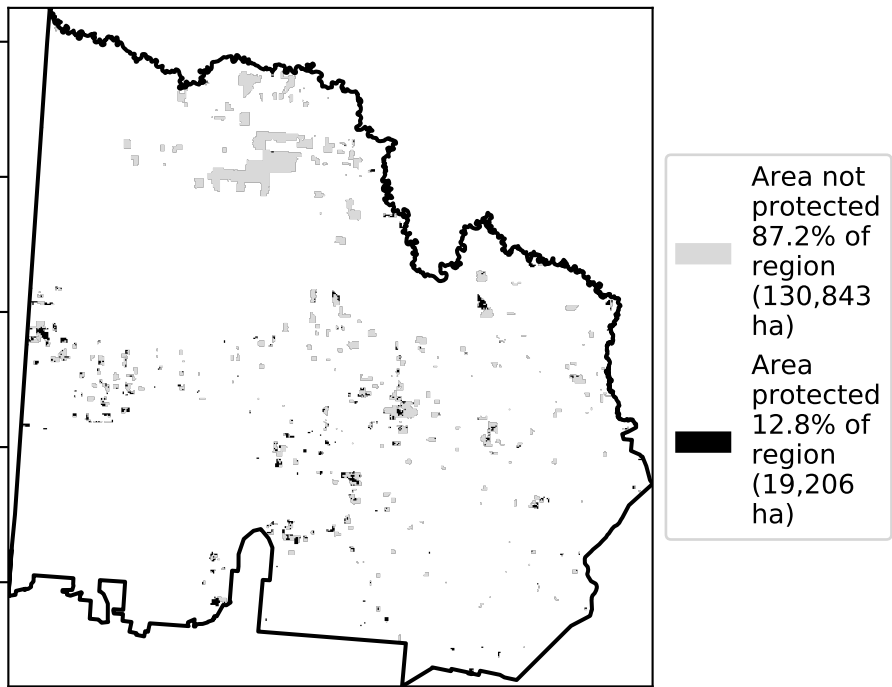 Area not
protected
87.2% of
region
(130,843
ha)
Area
protected
12.8% of
region
(19,206
ha)